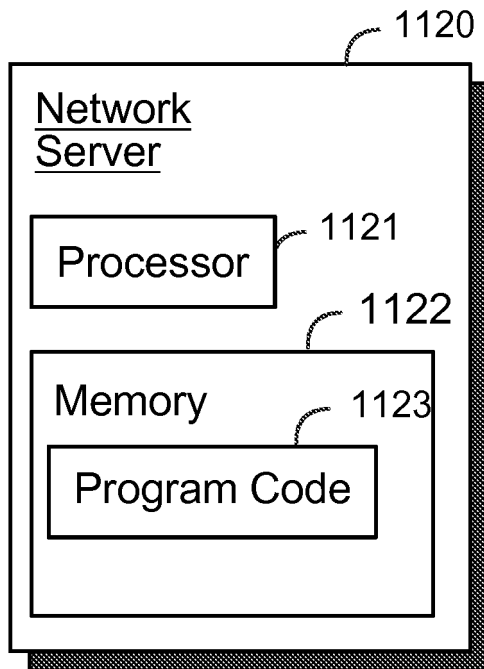 1120
Network
Server
1121
Processor
1122
Memory
1123
Program Code